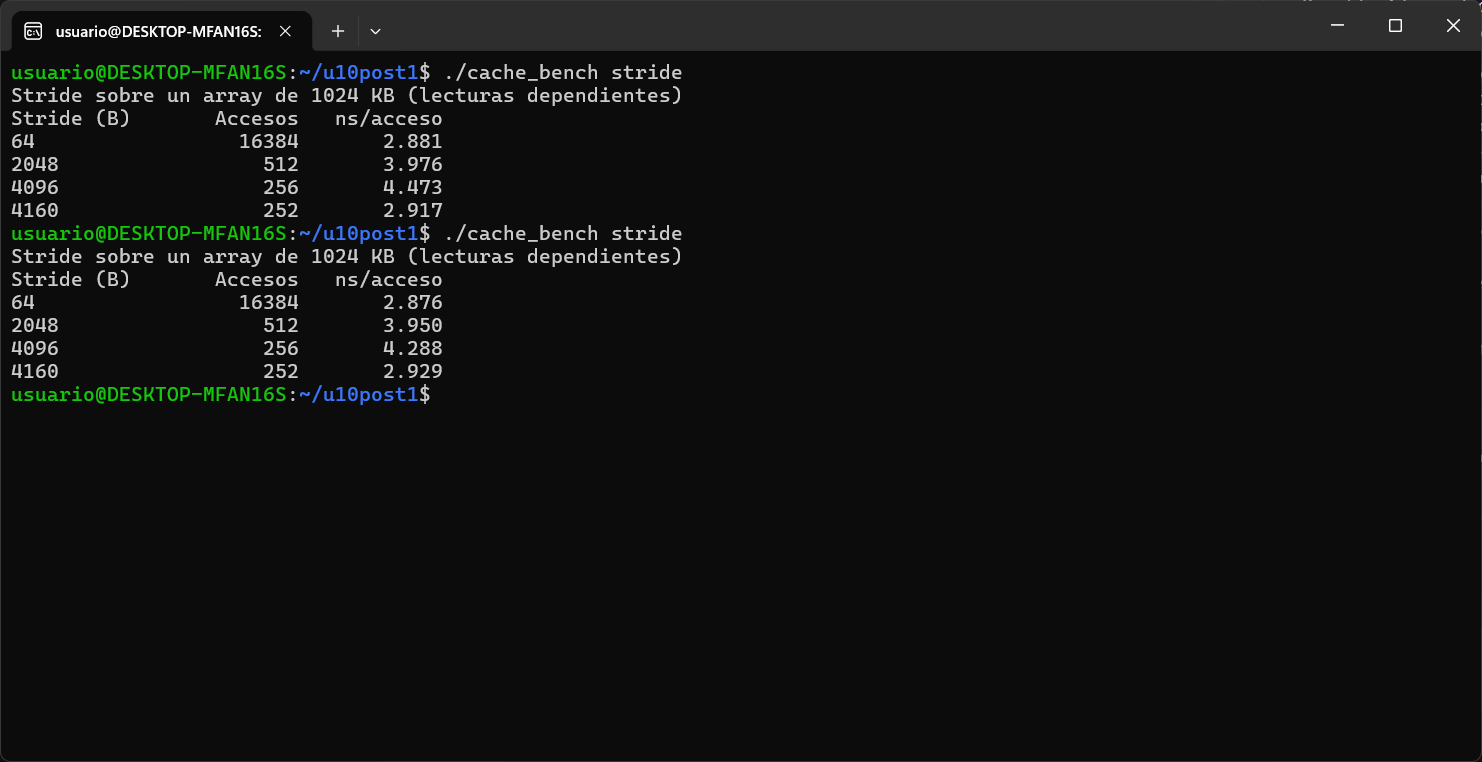 usuario@DESKTOP-MFAN16S:
usuario@DESKTOP-MFAN16S:~/u10post1$ ./cache_bench stride
Stride sobre un array de 1024 KB (lecturas dependientes)
Stride (B)       Accesos   ns/acceso
64                 16384       2.881
2048                 512       3.976
4096                 256       4.473
4160                 252       2.917
usuario@DESKTOP-MFAN16S:~/u10post1$ ./cache_bench stride
Stride sobre un array de 1024 KB (lecturas dependientes)
Stride (B)       Accesos   ns/acceso
64                 16384       2.876
2048                 512       3.950
4096                 256       4.288
4160                 252       2.929
usuario@DESKTOP-MFAN16S:~/u10post1$